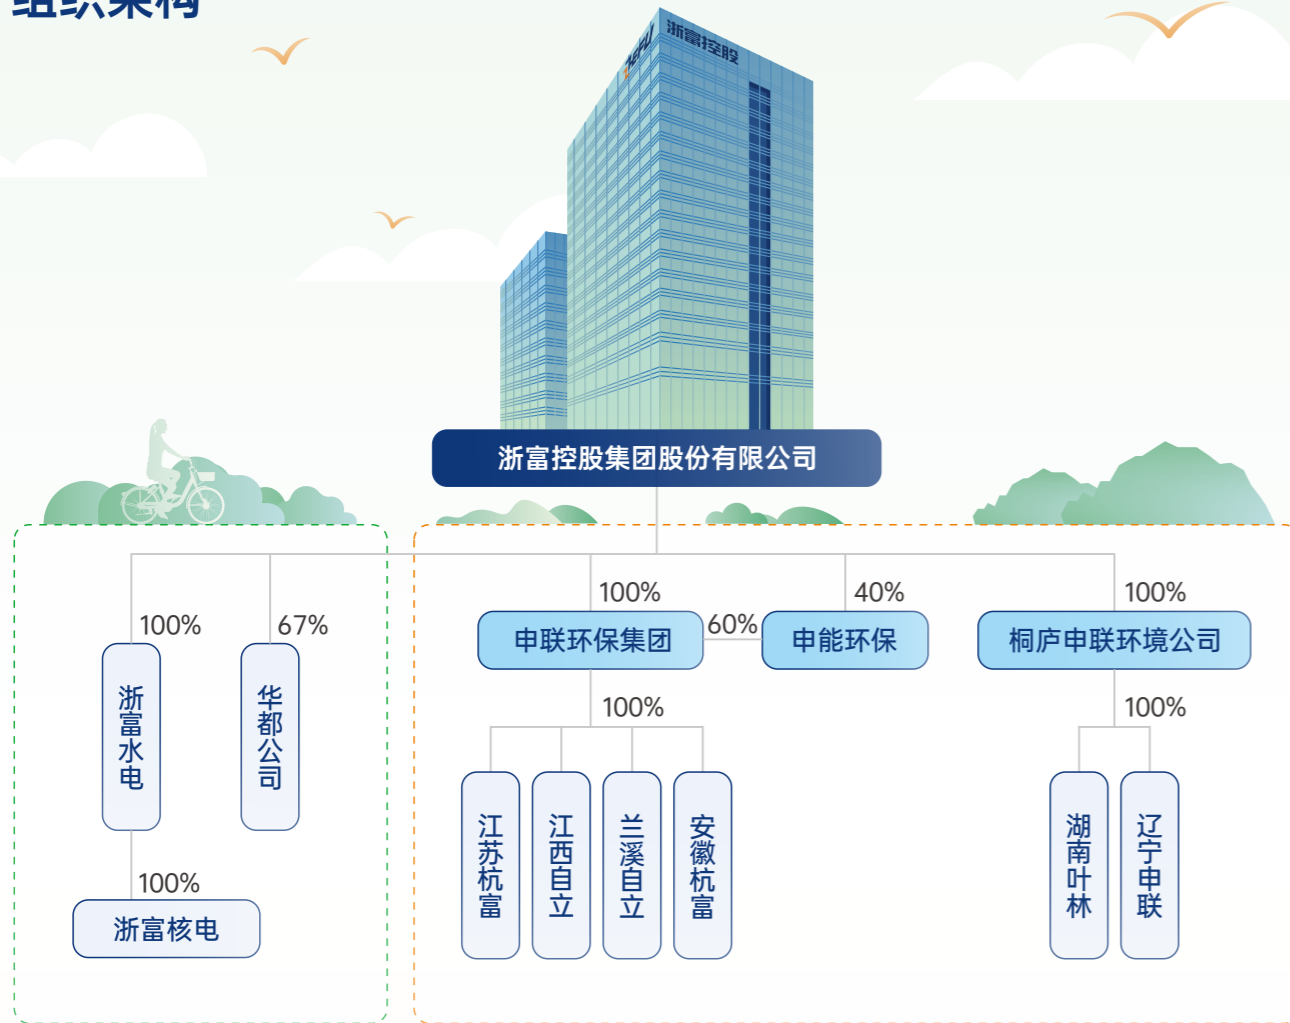 组织架构
ZEFU 浙富控股
浙富控股集团股份有限公司
100%
67%
100%
60%
40%
100%
浙富水电
华都公司
申联环保集团
申能环保
桐庐申联环境公司
100%
100%
江苏杭富
江西自立
兰溪自立
安徽杭富
湖南叶林
辽宁申联
100%
浙富核电